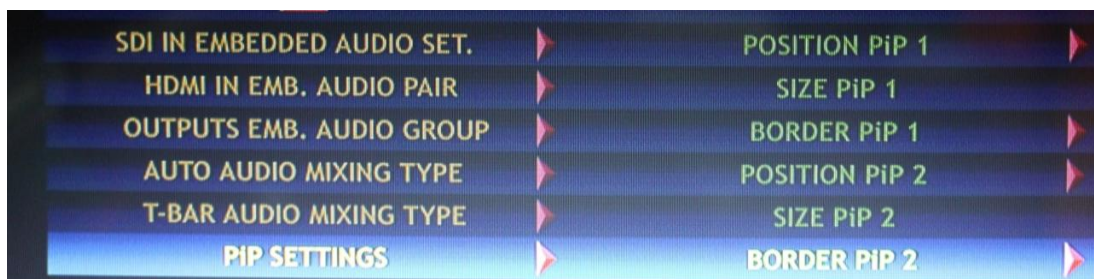 SDI IN EMBEDDED AUDIO SET. POSITION PiP 1
HDMI IN EMB. AUDIO PAIR SIZE PiP 1
OUTPUTS EMB. AUDIO GROUP BORDER PiP 1
AUTO AUDIO MIXING TYPE POSITION PiP 2
T-BAR AUDIO MIXING TYPE SIZE PiP 2
PiP SETTINGS BORDER PiP 2